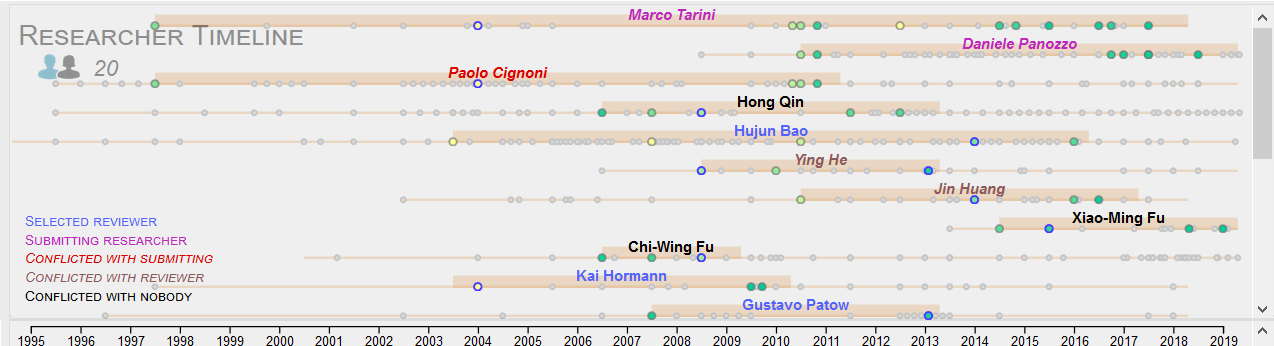 Marco Tarini
RESEARCHER TIMELINE
Daniele Panozzo
20
Paolo Cignoni
Hong Qin
Hujun Bao
Ying He
Jin Huang
Xiao-Ming Fu
SELECTED REVIEWER
SUBMITTING RESEARCHER
Chi-Wing Fu
CONFLICTED WITH SUBMITTING
CONFLICTED WITH REVIEWER
Kai Hormann
CONFLICTED WITH NOBODY
Gustavo Patow
1995 1996 1997 1998 1999 2000 2001 2002 2003 2004 2005 2006 2007 2008 2009 2010 2011 2012 2013 2014 2015 2016 2017 2018 2019